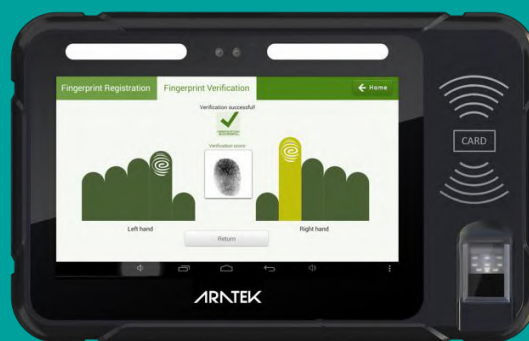 Fingerprint Registration
Fingerprint Verification
Home
Verification successful!
Verification score
Left hand
Right hand
Return
CARD
ARATEK